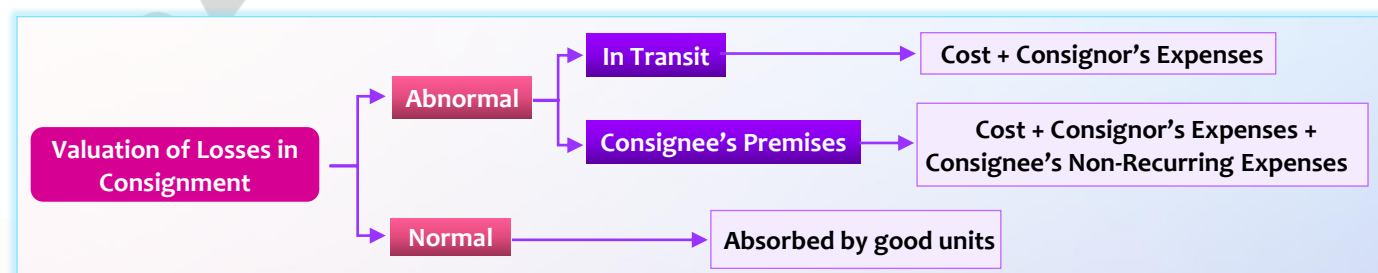 In Transit
Cost + Consignor’s Expenses
Abnormal
Valuation of Losses in
Consignment
Consignee’s Premises
Cost + Consignor’s Expenses +
Consignee’s Non-Recurring Expenses
Normal
Absorbed by good units